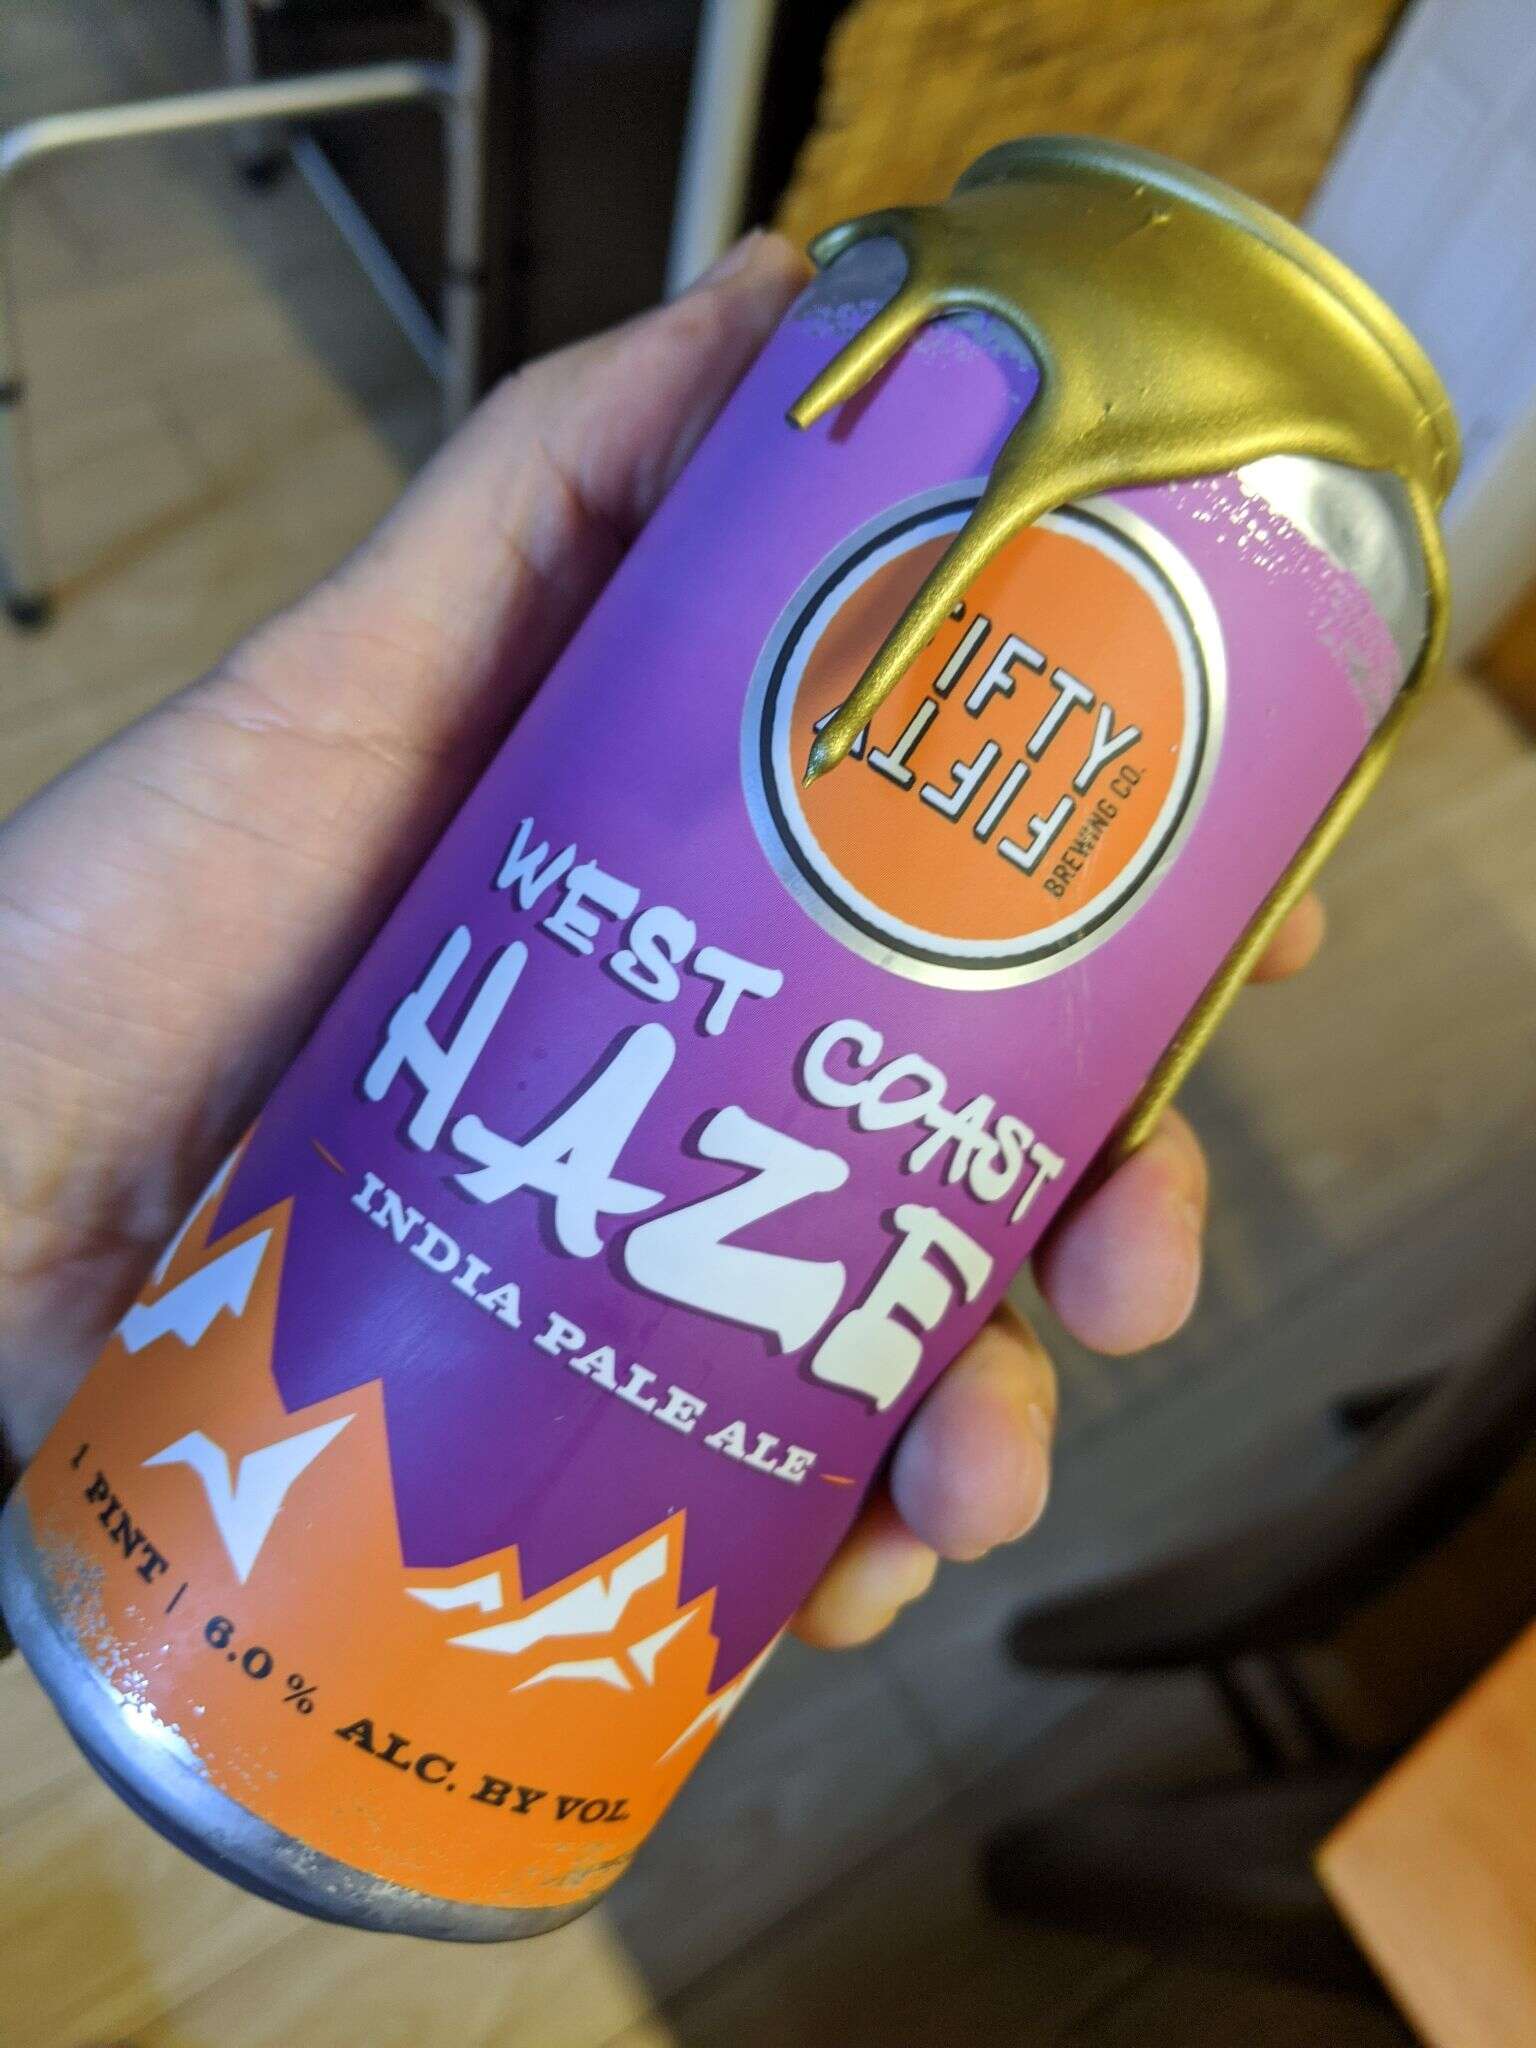 FIFTY
FIFTY
BREWING CO.
WEST COAST
HAZE
INDIA PALE ALE
1 PINT | 6.0 % ALC. BY VOL.